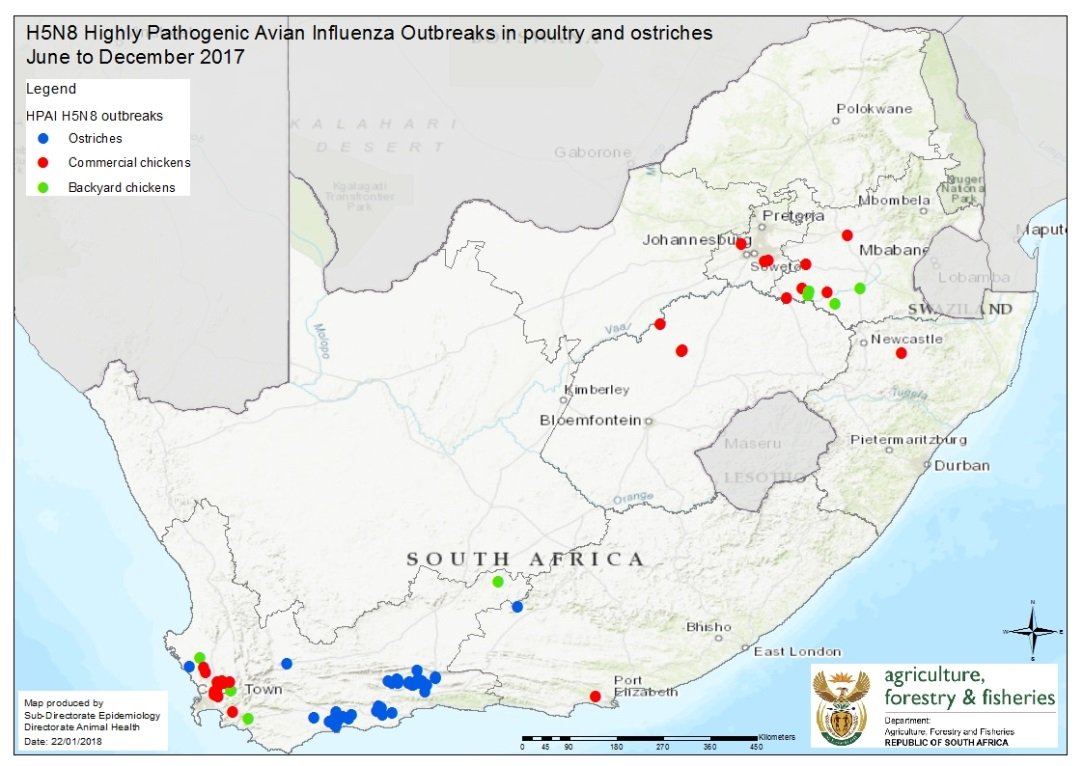 H5N8 Highly Pathogenic Avian Influenza Outbreaks in poultry and ostriches
June to December 2017
Legend
HPAI H5N8 outbreaks
Ostriches
Commercial chickens
Backyard chickens
KALAHARI
DESERT
Gaborone
Kgalagadi
Transfrontier
Park
Polokwane
Kruger
National
Park
Mbombela
Pretoria
Johannesburg
Soweto
Mbabane
Maputo
Lobamba
SWAZILAND
Molopo
Vaal
Newcastle
Kimberley
Bloemfontein
Tugela
Maseru
LESOTHO
Pietermaritzburg
Durban
Orange
SOUTH AFRICA
Bhisho
East London
Port
Elizabeth
Town
N
W
E
S
Map produced by
Sub-Directorate Epidemiology
Directorate Animal Health
Date: 22/01/2018
Kilometers
0 45 90 180 270 360 450
agriculture,
forestry & fisheries
Department:
Agriculture, Forestry and Fisheries
REPUBLIC OF SOUTH AFRICA